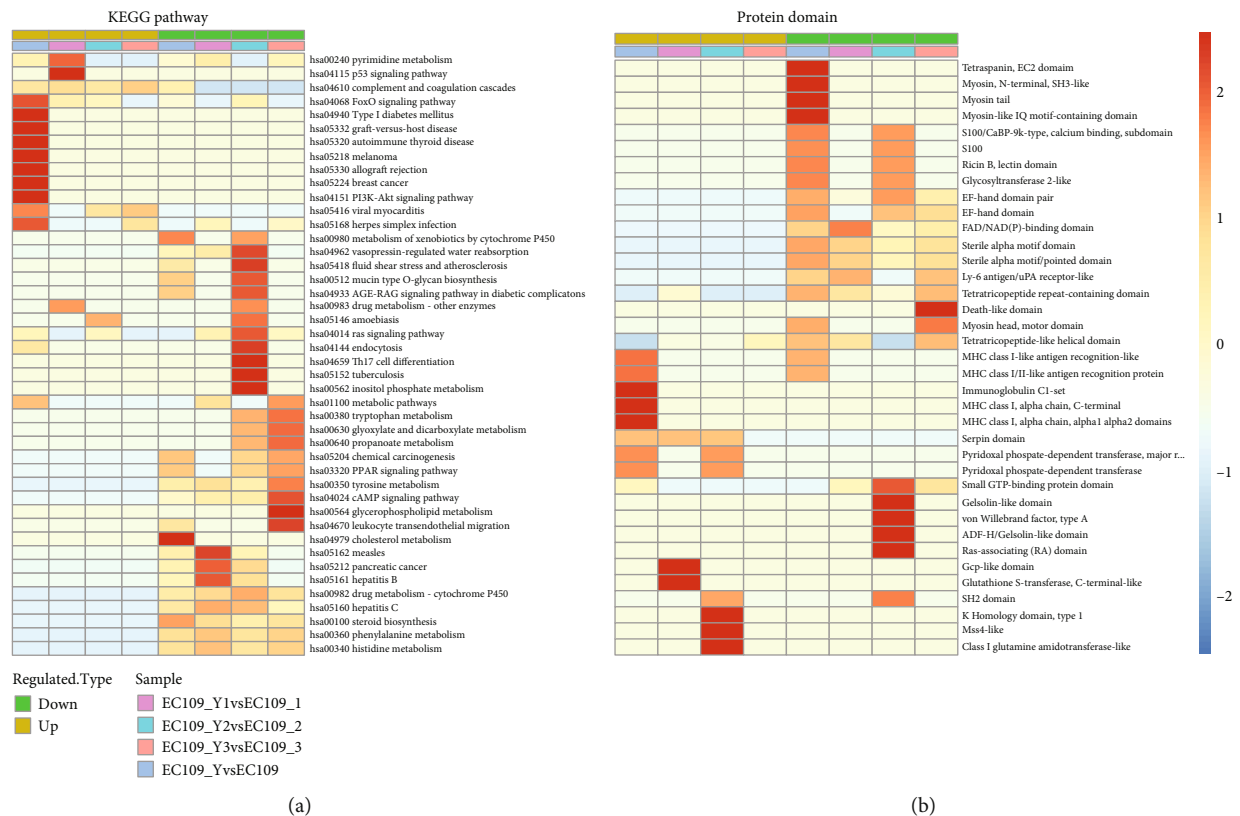 KEGG pathway
hsa00240 pyrimidine metabolism
hsa04115 p53 signaling pathway
hsa04610 complement and coagulation cascades
hsa04068 FoxO signaling pathway
hsa04940 Type I diabetes mellitus
hsa05332 graft-versus-host disease
hsa05320 autoimmune thyroid disease
hsa05218 melanoma
hsa05330 allograft rejection
hsa05224 breast cancer
hsa04151 PI3K-Akt signaling pathway
hsa05416 viral myocarditis
hsa05168 herpes simplex infection
hsa00980 metabolism of xenobiotics by cytochrome P450
hsa04962 vasopressin-regulated water reabsorption
hsa05418 fluid shear stress and atherosclerosis
hsa00512 mucin type O-glycan biosynthesis
hsa04933 AGE-RAG signaling pathway in diabetic complicatons
hsa00983 drug metabolism - other enzymes
hsa05146 amoebiasis
hsa04014 ras signaling pathway
hsa04144 endocytosis
hsa04659 Th17 cell differentiation
hsa05152 tuberculosis
hsa00562 inositol phosphate metabolism
hsa01100 metabolic pathways
hsa00380 tryptophan metabolism
hsa00630 glyoxylate and dicarboxylate metabolism
hsa00640 propanoate metabolism
hsa05204 chemical carcinogenesis
hsa03320 PPAR signaling pathway
hsa00350 tyrosine metabolism
hsa04024 cAMP signaling pathway
hsa00564 glycerophospholipid metabolism
hsa04670 leukocyte transendothelial migration
hsa04979 cholesterol metabolism
hsa05162 measles
hsa05212 pancreatic cancer
hsa05161 hepatitis B
hsa00982 drug metabolism - cytochrome P450
hsa05160 hepatitis C
hsa00100 steroid biosynthesis
hsa00360 phenylalanine metabolism
hsa00340 histidine metabolism
Regulated.Type
Down
Up
Sample
EC109_Y1vsEC109_1
EC109_Y2vsEC109_2
EC109_Y3vsEC109_3
EC109_YvsEC109
(a)
Protein domain
Tetraspanin, EC2 domain
Myosin, N-terminal, SH3-like
Myosin tail
Myosin-like IQ motif-containing domain
S100/CaBP-9k-type, calcium binding, subdomain
S100
Ricin B, lectin domain
Glycosyltransferase 2-like
EF-hand domain pair
EF-hand domain
FAD/NAD(P)-binding domain
Sterile alpha motif domain
Sterile alpha motif/pointed domain
Ly-6 antigen/uPA receptor-like
Tetratricopeptide repeat-containing domain
Death-like domain
Myosin head, motor domain
Tetratricopeptide-like helical domain
MHC class I-like antigen recognition-like
MHC class I/II-like antigen recognition protein
Immunoglobulin C1-set
MHC class I, alpha chain, C-terminal
MHC class I, alpha chain, alpha1 alpha2 domains
Serpin domain
Pyridoxal phospate-dependent transferase, major r...
Pyridoxal phospate-dependent transferase
Small GTP-binding protein domain
Gelsolin-like domain
von Willebrand factor, type A
ADF-H/Gelsolin-like domain
Ras-associating (RA) domain
Gcp-like domain
Glutathione S-transferase, C-terminal-like
SH2 domain
K Homology domain, type 1
Mss4-like
Class I glutamine amidotransferase-like
2
1
0
−1
−2
(b)